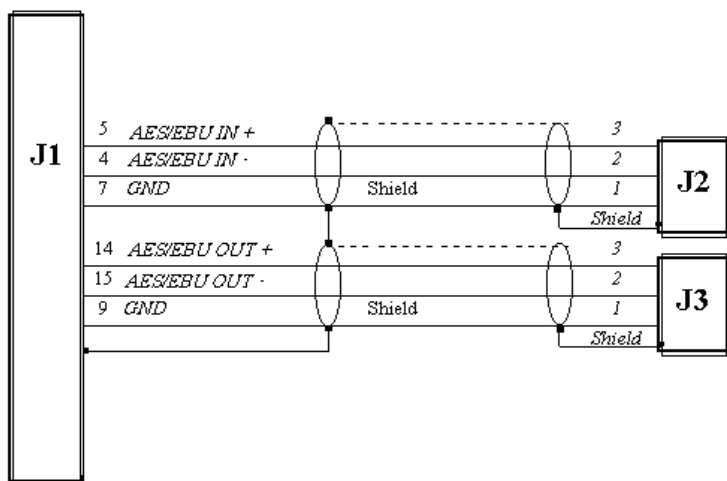 5 AES/EBU IN + 3
J1
4 AES/EBU IN - 2
J2
7 GND Shield 1
Shield
14 AES/EBU OUT + 3
15 AES/EBU OUT - 2
J3
9 GND Shield 1
Shield